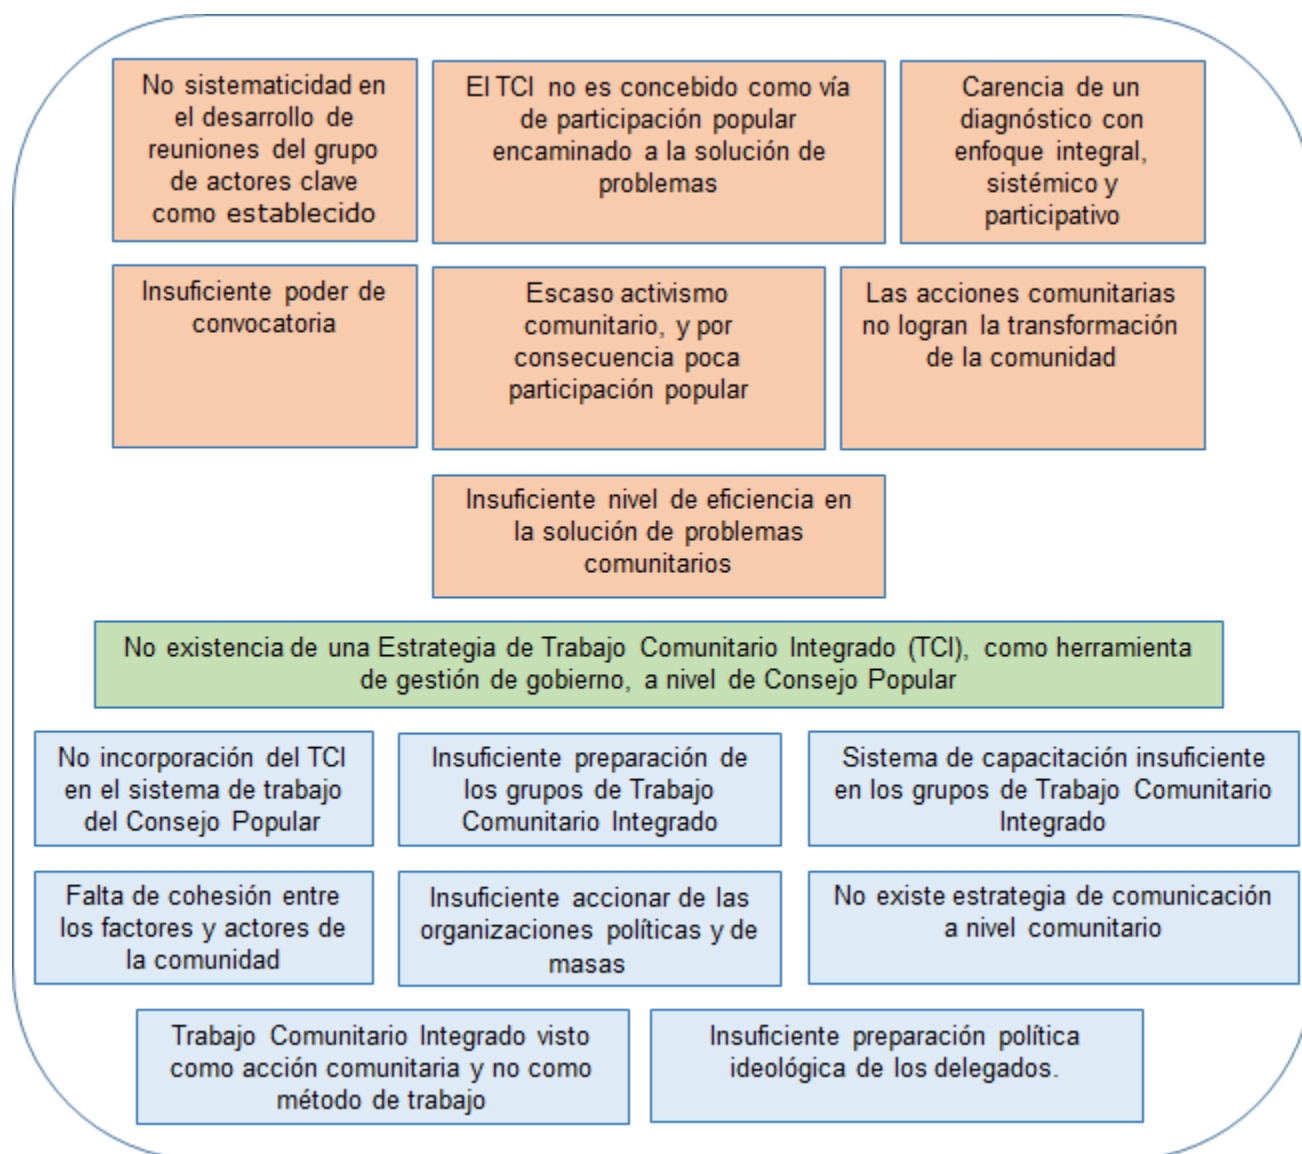 No sistematicidad en
el desarrollo de
reuniones del grupo
de actores clave
como establecido
El TCI no es concebido como vía
de participación popular
encaminado a la solución de
problemas
Carencia de un
diagnóstico con
enfoque integral,
sistémico y
participativo
Insuficiente poder de
convocatoria
Escaso activismo
comunitario, y por
consecuencia poca
participación popular
Las acciones comunitarias
no logran la transformación
de la comunidad
Insuficiente nivel de eficiencia en
la solución de problemas
comunitarios
No existencia de una Estrategia de Trabajo Comunitario Integrado (TCI), como herramienta
de gestión de gobierno, a nivel de Consejo Popular
No incorporación del TCI
en el sistema de trabajo
del Consejo Popular
Insuficiente preparación de
los grupos de Trabajo
Comunitario Integrado
Sistema de capacitación insuficiente
en los grupos de Trabajo Comunitario
Integrado
Falta de cohesión entre
los factores y actores de
la comunidad
Insuficiente accionar de las
organizaciones políticas y de
masas
No existe estrategia de comunicación
a nivel comunitario
Trabajo Comunitario Integrado visto
como acción comunitaria y no como
método de trabajo
Insuficiente preparación política
ideológica de los delegados.